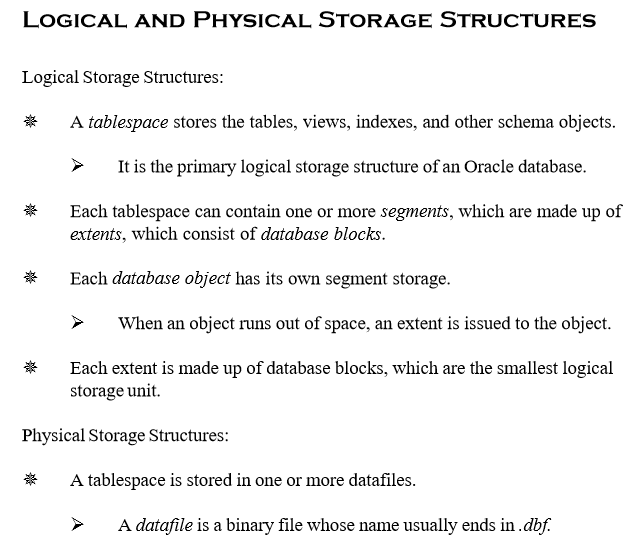 LOGICAL AND PHYSICAL STORAGE STRUCTURES
Logical Storage Structures:
A tablespace stores the tables, views, indexes, and other schema objects.
It is the primary logical storage structure of an Oracle database.
Each tablespace can contain one or more segments, which are made up of
extents, which consist of database blocks.
Each database object has its own segment storage.
When an object runs out of space, an extent is issued to the object.
Each extent is made up of database blocks, which are the smallest logical
storage unit.
Physical Storage Structures:
A tablespace is stored in one or more datafiles.
A datafile is a binary file whose name usually ends in .dbf.